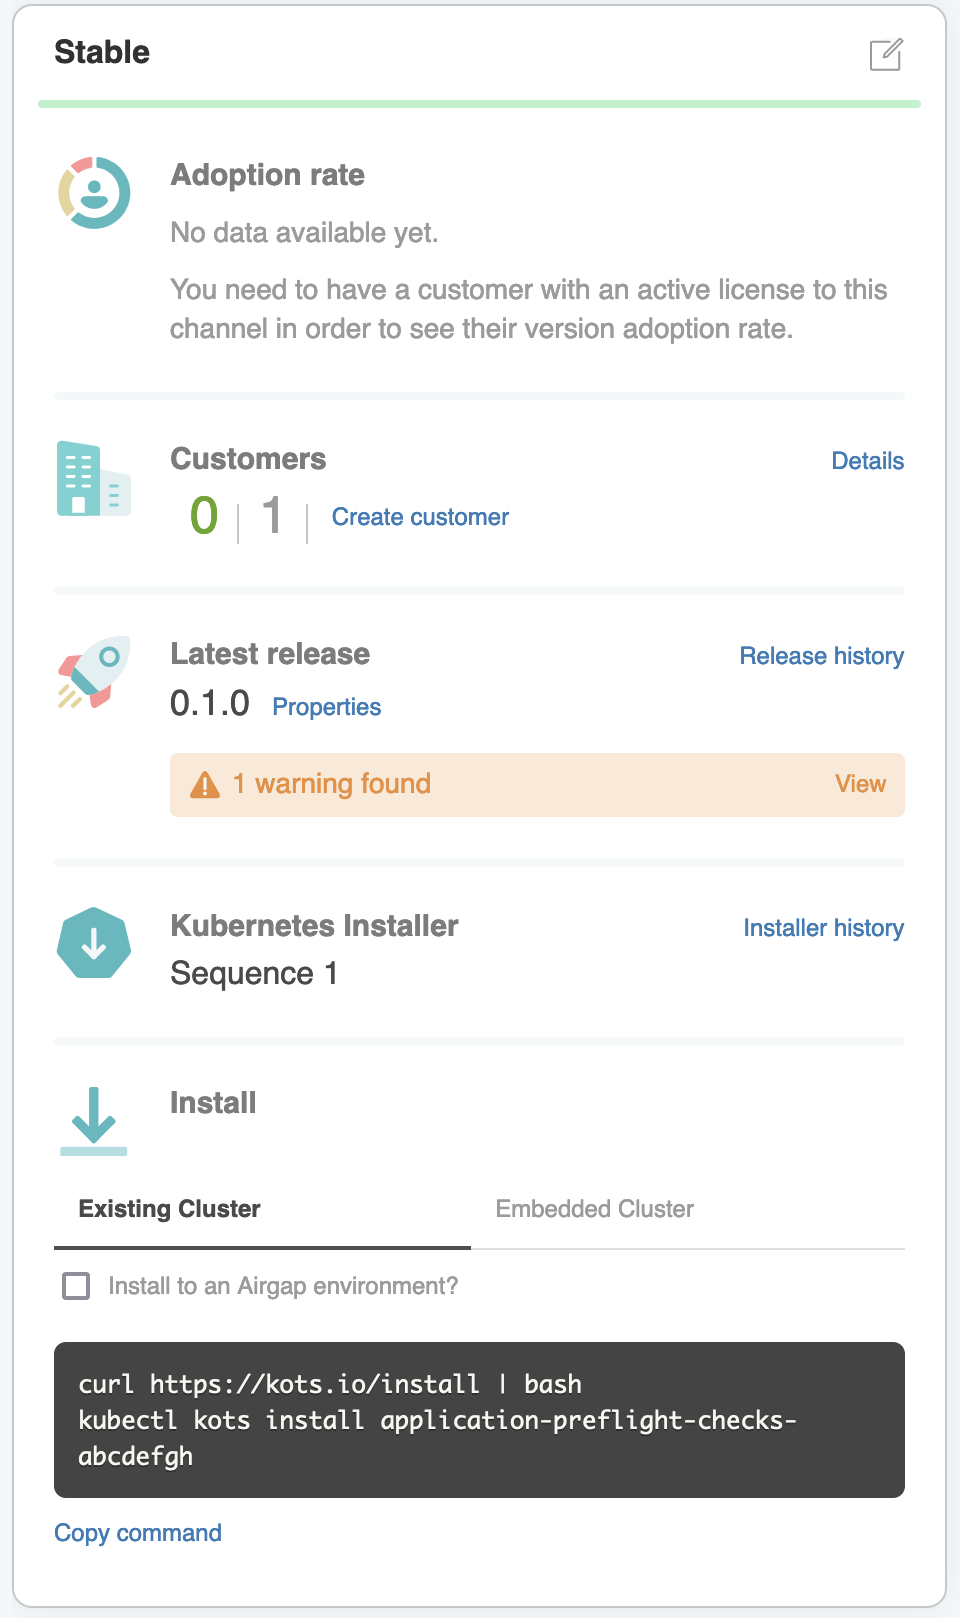 Stable
Adoption rate
No data available yet.
You need to have a customer with an active license to this
channel in order to see their version adoption rate.
Customers
Details
0 | 1 | Create customer
Latest release
Release history
0.1.0 Properties
1 warning found
View
Kubernetes Installer
Installer history
Sequence 1
Install
Existing Cluster
Embedded Cluster
Install to an Airgap environment?
curl https://kots.io/install | bash
kubectl kots install application-preflight-checks-
abcdefgh
Copy command